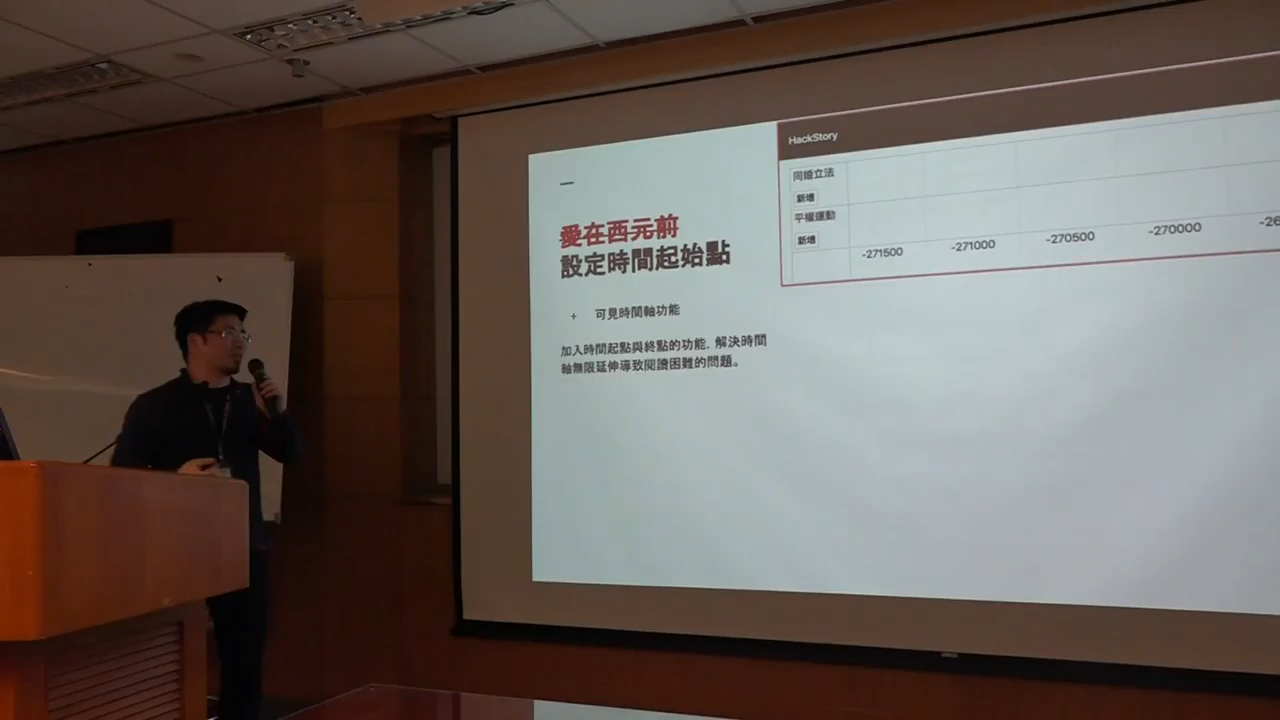 愛在西元前
設定時間起始點
+ 可見時間軸功能
加入時間起點與終點的功能, 解決時間
軸無限延伸導致閱讀困難的問題。
HackStory
同婚立法
新增
平權運動
新增
-271500 -271000 -270500 -270000 -26